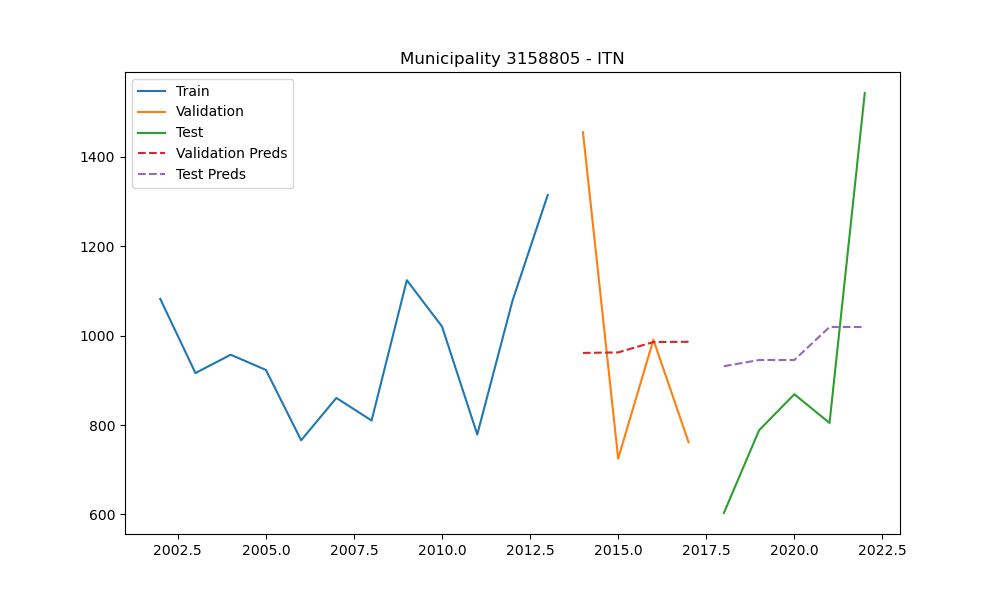 Municipality 3158805 - ITN
Train
Validation
Test
Validation Preds
Test Preds
1400
1200
1000
800
600
2002.5 2005.0 2007.5 2010.0 2012.5 2015.0 2017.5 2020.0 2022.5